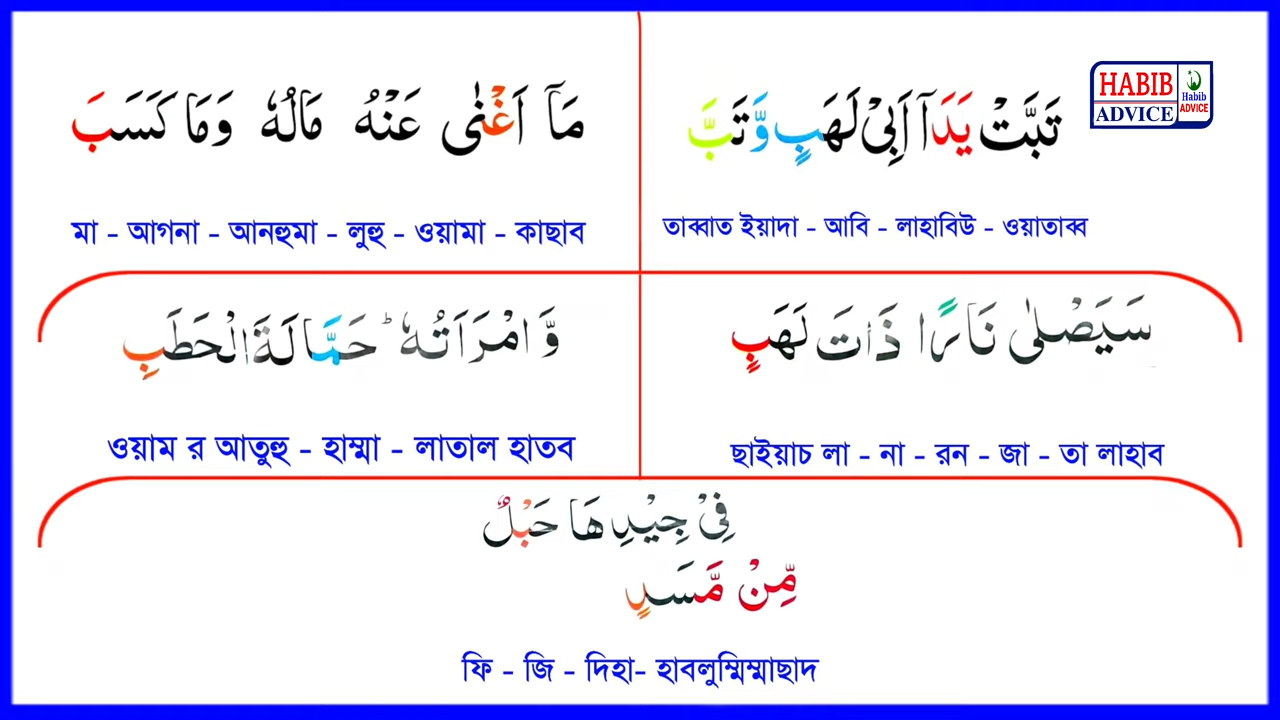 تَبَّتْ يَدَآ اَبِىْ لَهَبٍ وَّ تَبَّ
তাব্বাত ইয়াদা - আবি - লাহাবিউ - ওয়াতাব্ব
HABIB
ADVICE
Habib
ADVICE
مَآ اَغْنٰى عَنْهُ مَالُهٗ وَمَا كَسَبَ
মা - আগনা - আনহুমা - লুহু - ওয়ামা - কাছাব
سَيَصْلٰى نَارًا ذَاتَ لَهَبٍ
ছাইয়াচ লা - না - রন - জা - তা লাহাব
وَّ امْرَاَتُهٗ ؕ حَمَّالَةَ الْحَطَبِ
ওয়াম র আতুহু - হাম্মা - লাতাল হাতব
فِىْ جِيْدِهَا حَبْلٌ
مِّنْ مَّسَدٍ
ফি - জি - দিহা- হাবলুম্মিম্মাছাদ